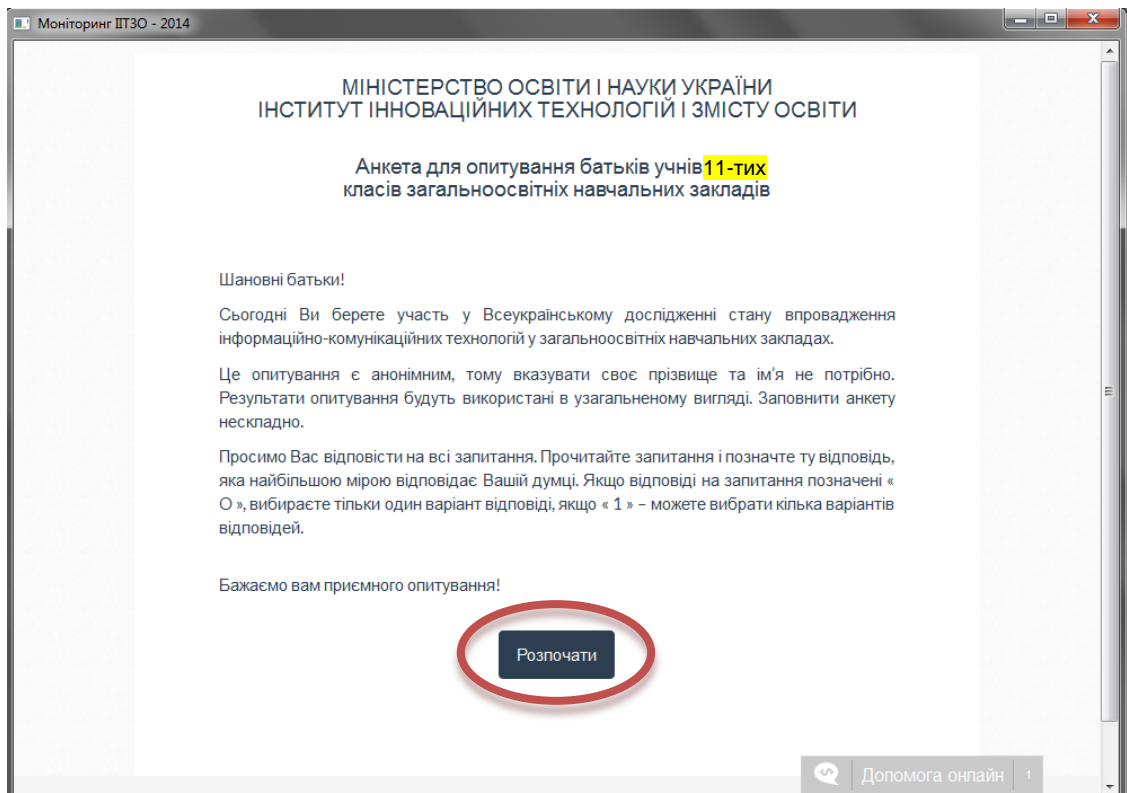 Моніторинг ІІТЗО - 2014
МІНІСТЕРСТВО ОСВІТИ І НАУКИ УКРАЇНИ
ІНСТИТУТ ІННОВАЦІЙНИХ ТЕХНОЛОГІЙ І ЗМІСТУ ОСВІТИ
Анкета для опитування батьків учнів 11-тих
класів загальноосвітніх навчальних закладів
Шановні батьки!
Сьогодні Ви берете участь у Всеукраїнському дослідженні стану впровадження
інформаційно-комунікаційних технологій у загальноосвітніх навчальних закладах.
Це опитування є анонімним, тому вказувати своє прізвище та ім'я не потрібно.
Результати опитування будуть використані в узагальненому вигляді. Заповнити анкету
нескладно.
Просимо Вас відповісти на всі запитання. Прочитайте запитання і позначте ту відповідь,
яка найбільшою мірою відповідає Вашій думці. Якщо відповіді на запитання позначені «
О », вибираєте тільки один варіант відповіді, якщо « 1 » – можете вибрати кілька варіантів
відповідей.
Бажаємо вам приємного опитування!
Розпочати
Допомога онлайн 1